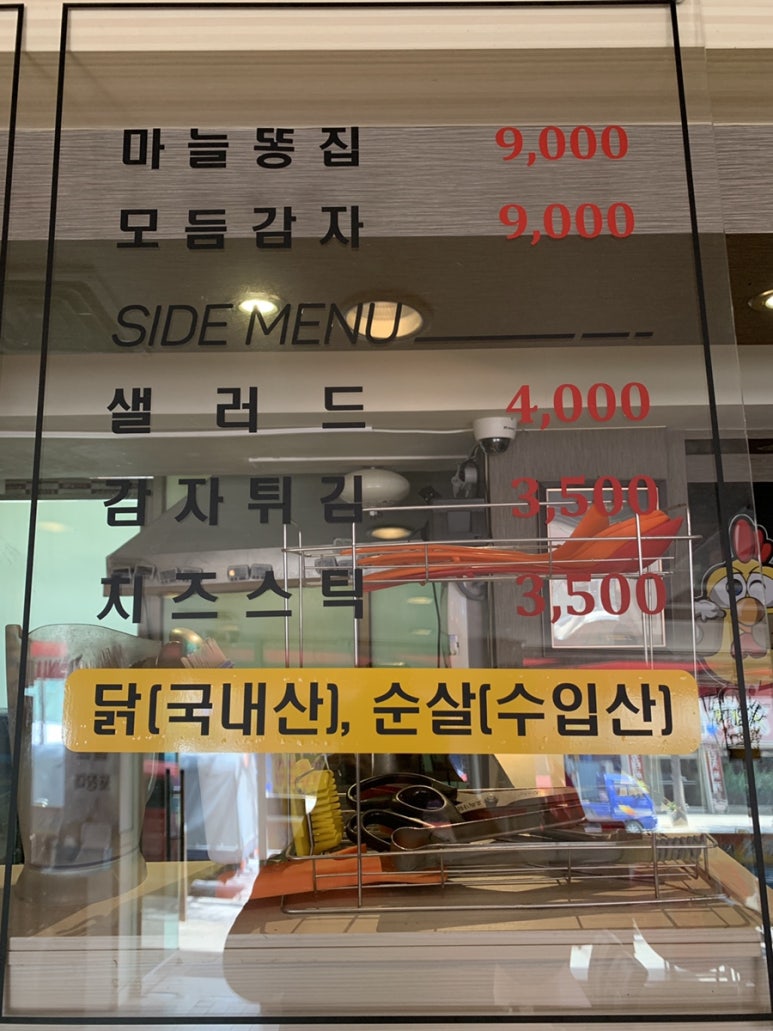 마늘똥집 9,000
모듬감자 9,000
SIDE MENU
샐러드 4,000
감자튀김 3,500
치즈스틱 3,500
닭(국내산), 순살(수입산)